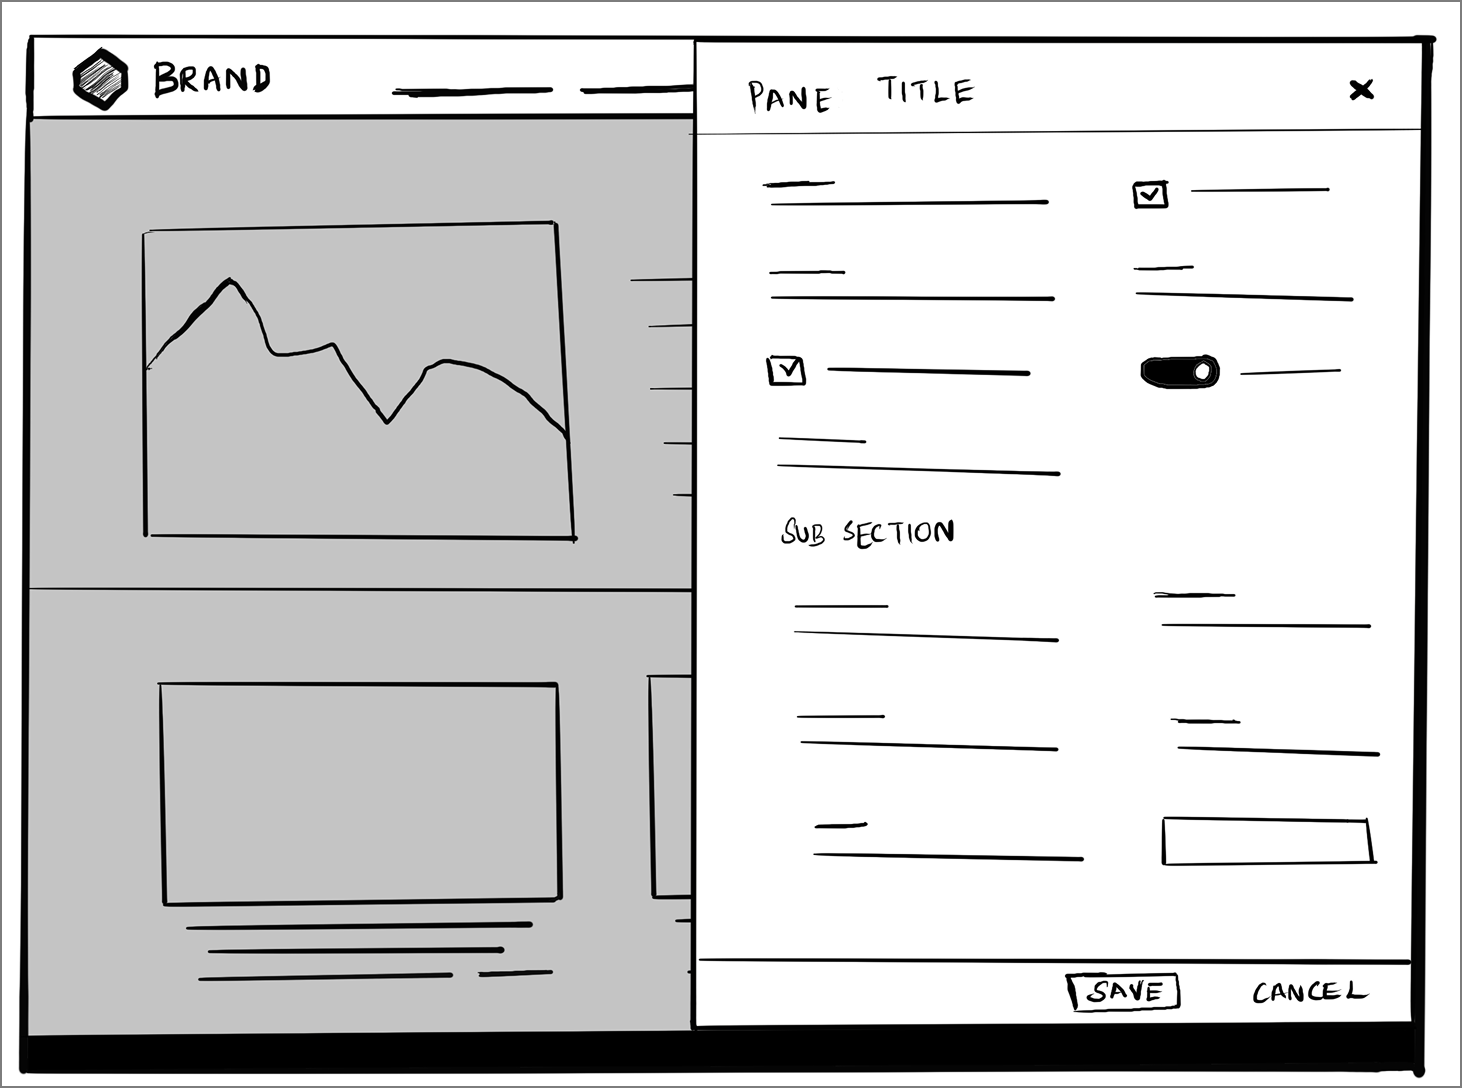 BRAND
PANE TITLE
SUB SECTION
SAVE
CANCEL